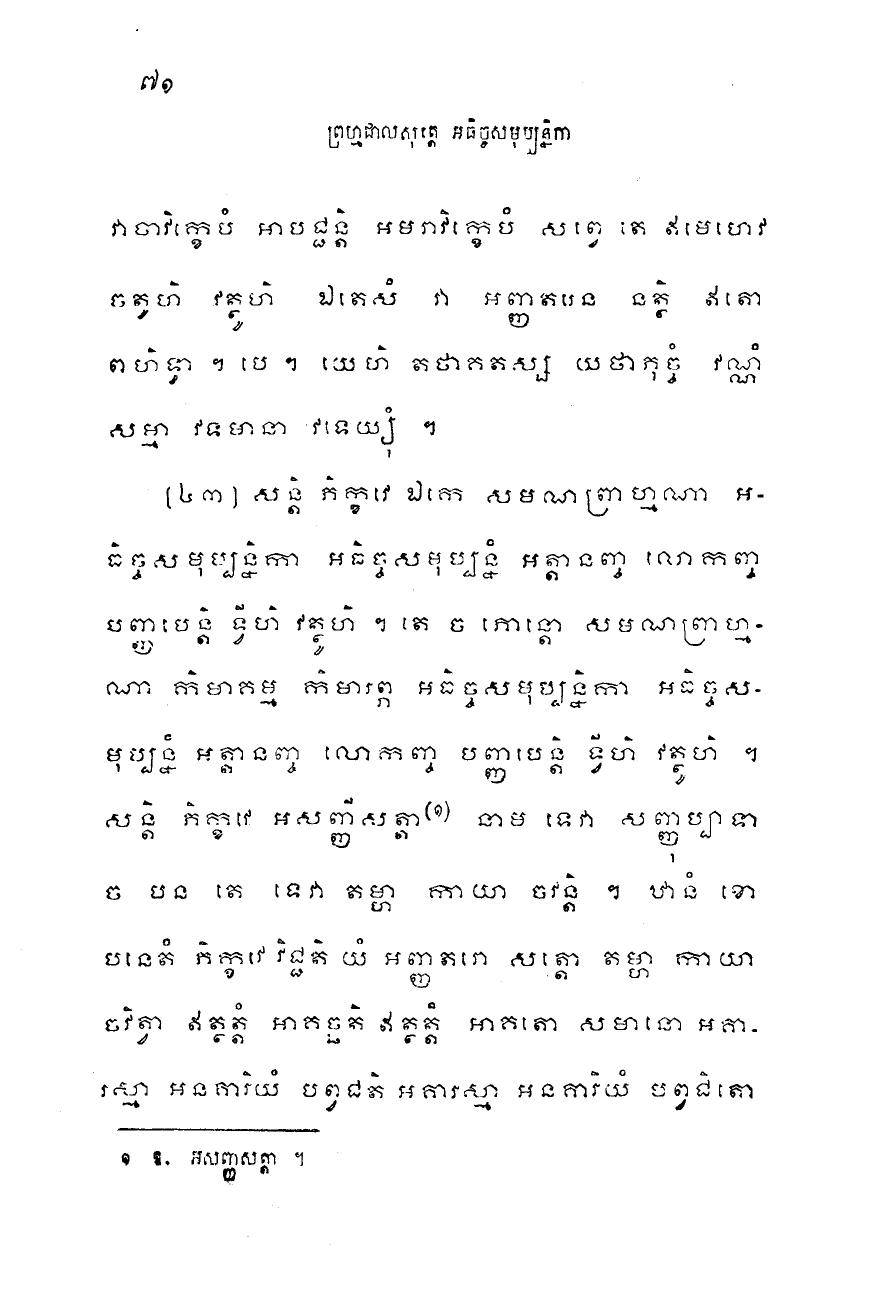 ៧១
ព្រហ្មជាលសុត្តេ អធិច្ចសមុប្បន្និកា
វាចាវិក្ខេបំ អាបជ្ជន្តិ អមរាវិក្ខេបំ សព្វេ តេ ឥមេហេវ
ចតូហិ វត្ថូហិ ឯតេសំ វា អញ្ញតរេន នត្ថិ ឥតោ
ពហិទ្ធា ។ បេ ។ យេហិ តថាគតស្ស យថាភុច្ចំ វណ្ណំ
សម្មា វទមានា វទេយ្យុំ ។
(៤៣) សន្តិ ភិក្ខវេ ឯកេ សមណព្រាហ្មណា អ-
ធិច្ចសមុប្បន្និកា អធិច្ចសមុប្បន្នំ អត្តានញ្ច លោកញ្ច
បញ្ញាបេន្តិ ទ្វីហិ វត្ថូហិ ។ តេ ច ភោន្តោ សមណព្រាហ្ម-
ណា កិមាគម្ម កិមារព្ភ អធិច្ចសមុប្បន្និកា អធិច្ចស-
មុប្បន្នំ អត្តានញ្ច លោកញ្ច បញ្ញាបេន្តិ ទ្វីហិ វត្ថូហិ ។
សន្តិ ភិក្ខវេ អសញ្ញីសត្តា(១) នាម ទេវា សញ្ញុប្បាទា
ច បន តេ ទេវា តម្ហា កាយា ចវន្តិ ។ ឋានំ ខោ
បនេតំ ភិក្ខវេ វិជ្ជតិ យំ អញ្ញតរោ សត្តោ តម្ហា កាយា
ចវិត្វា ឥត្ថត្តំ អាគច្ឆតិ ឥត្ថត្តំ អាគតោ សមានោ អគា-
រស្មា អនគារិយំ បព្វជតិ អគារស្មា អនគារិយំ បព្វជិតោ
១ ឱ. អសញ្ញសត្តា ។